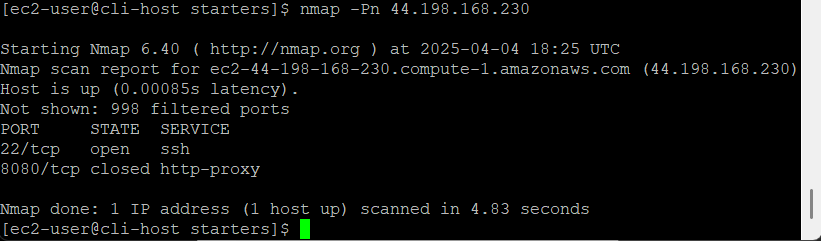 [ec2-user@cli-host starters]$ nmap -Pn 44.198.168.230

Starting Nmap 6.40 ( http://nmap.org ) at 2025-04-04 18:25 UTC
Nmap scan report for ec2-44-198-168-230.compute-1.amazonaws.com (44.198.168.230)
Host is up (0.00085s latency).
Not shown: 998 filtered ports
PORT     STATE  SERVICE
22/tcp   open   ssh
8080/tcp closed http-proxy

Nmap done: 1 IP address (1 host up) scanned in 4.83 seconds
[ec2-user@cli-host starters]$